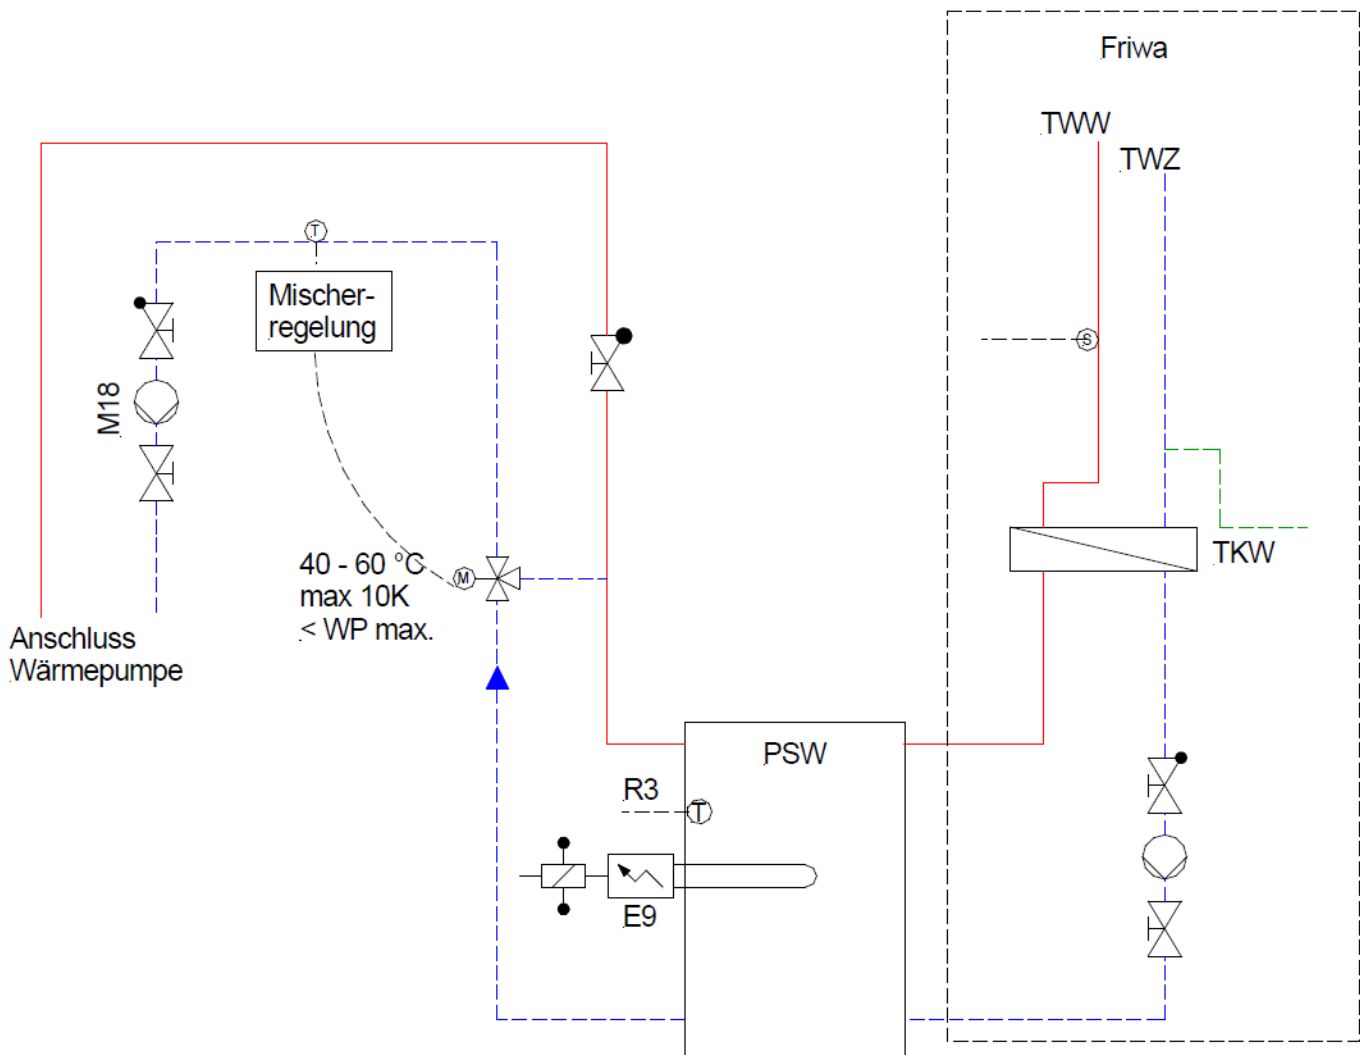 Friwa
TWW
TWZ
T
Mischer-
regelung
S
M18
TKW
40 - 60 °C
max 10K
< WP max.
M
Anschluss
Wärmepumpe
PSW
R3
T
E9